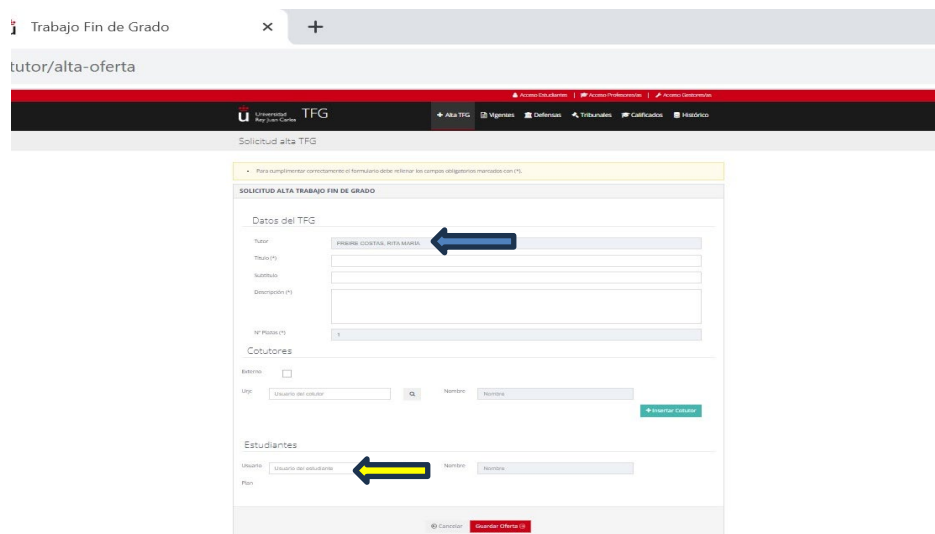 Trabajo Fin de Grado
tutor/alta-oferta
Acceso Estudiantes | Acceso Profesores/as | Acceso Gestores/as
ü Universidad Rey Juan Carlos TFG + Alta TFG Vigentes Defensas Tribunales Calificados Histórico
Solicitud alta TFG
• Para cumplimentar correctamente el formulario debe rellenar los campos obligatorios marcados con (*).
SOLICITUD ALTA TRABAJO FIN DE GRADO
Datos del TFG
Tutor FREIRE COSTAS, RITA MARÍA
Título (*)
Subtítulo
Descripción (*)
Nº Plazas (*) 1
Cotutores
Externo
Urjc Usuario del cotutor Nombre Nombre
+ Insertar Cotutor
Estudiantes
Usuario Usuario del estudiante Nombre Nombre
Plan
Cancelar Guardar Oferta